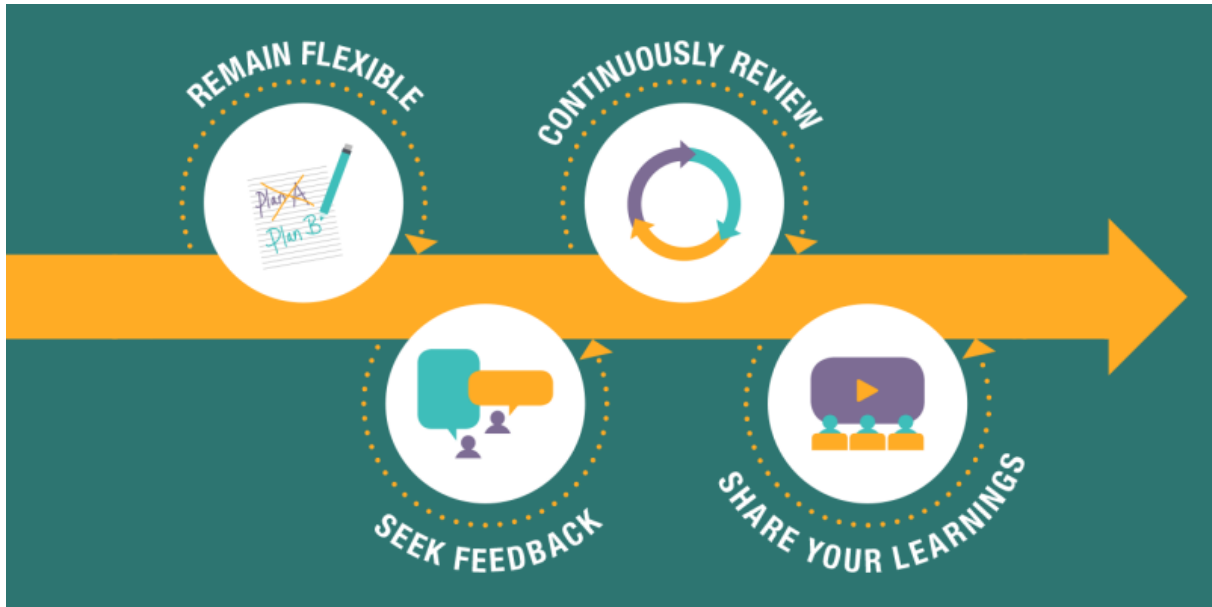 REMAIN FLEXIBLE
Plan A
Plan B
SEEK FEEDBACK
CONTINUOUSLY REVIEW
SHARE YOUR LEARNINGS